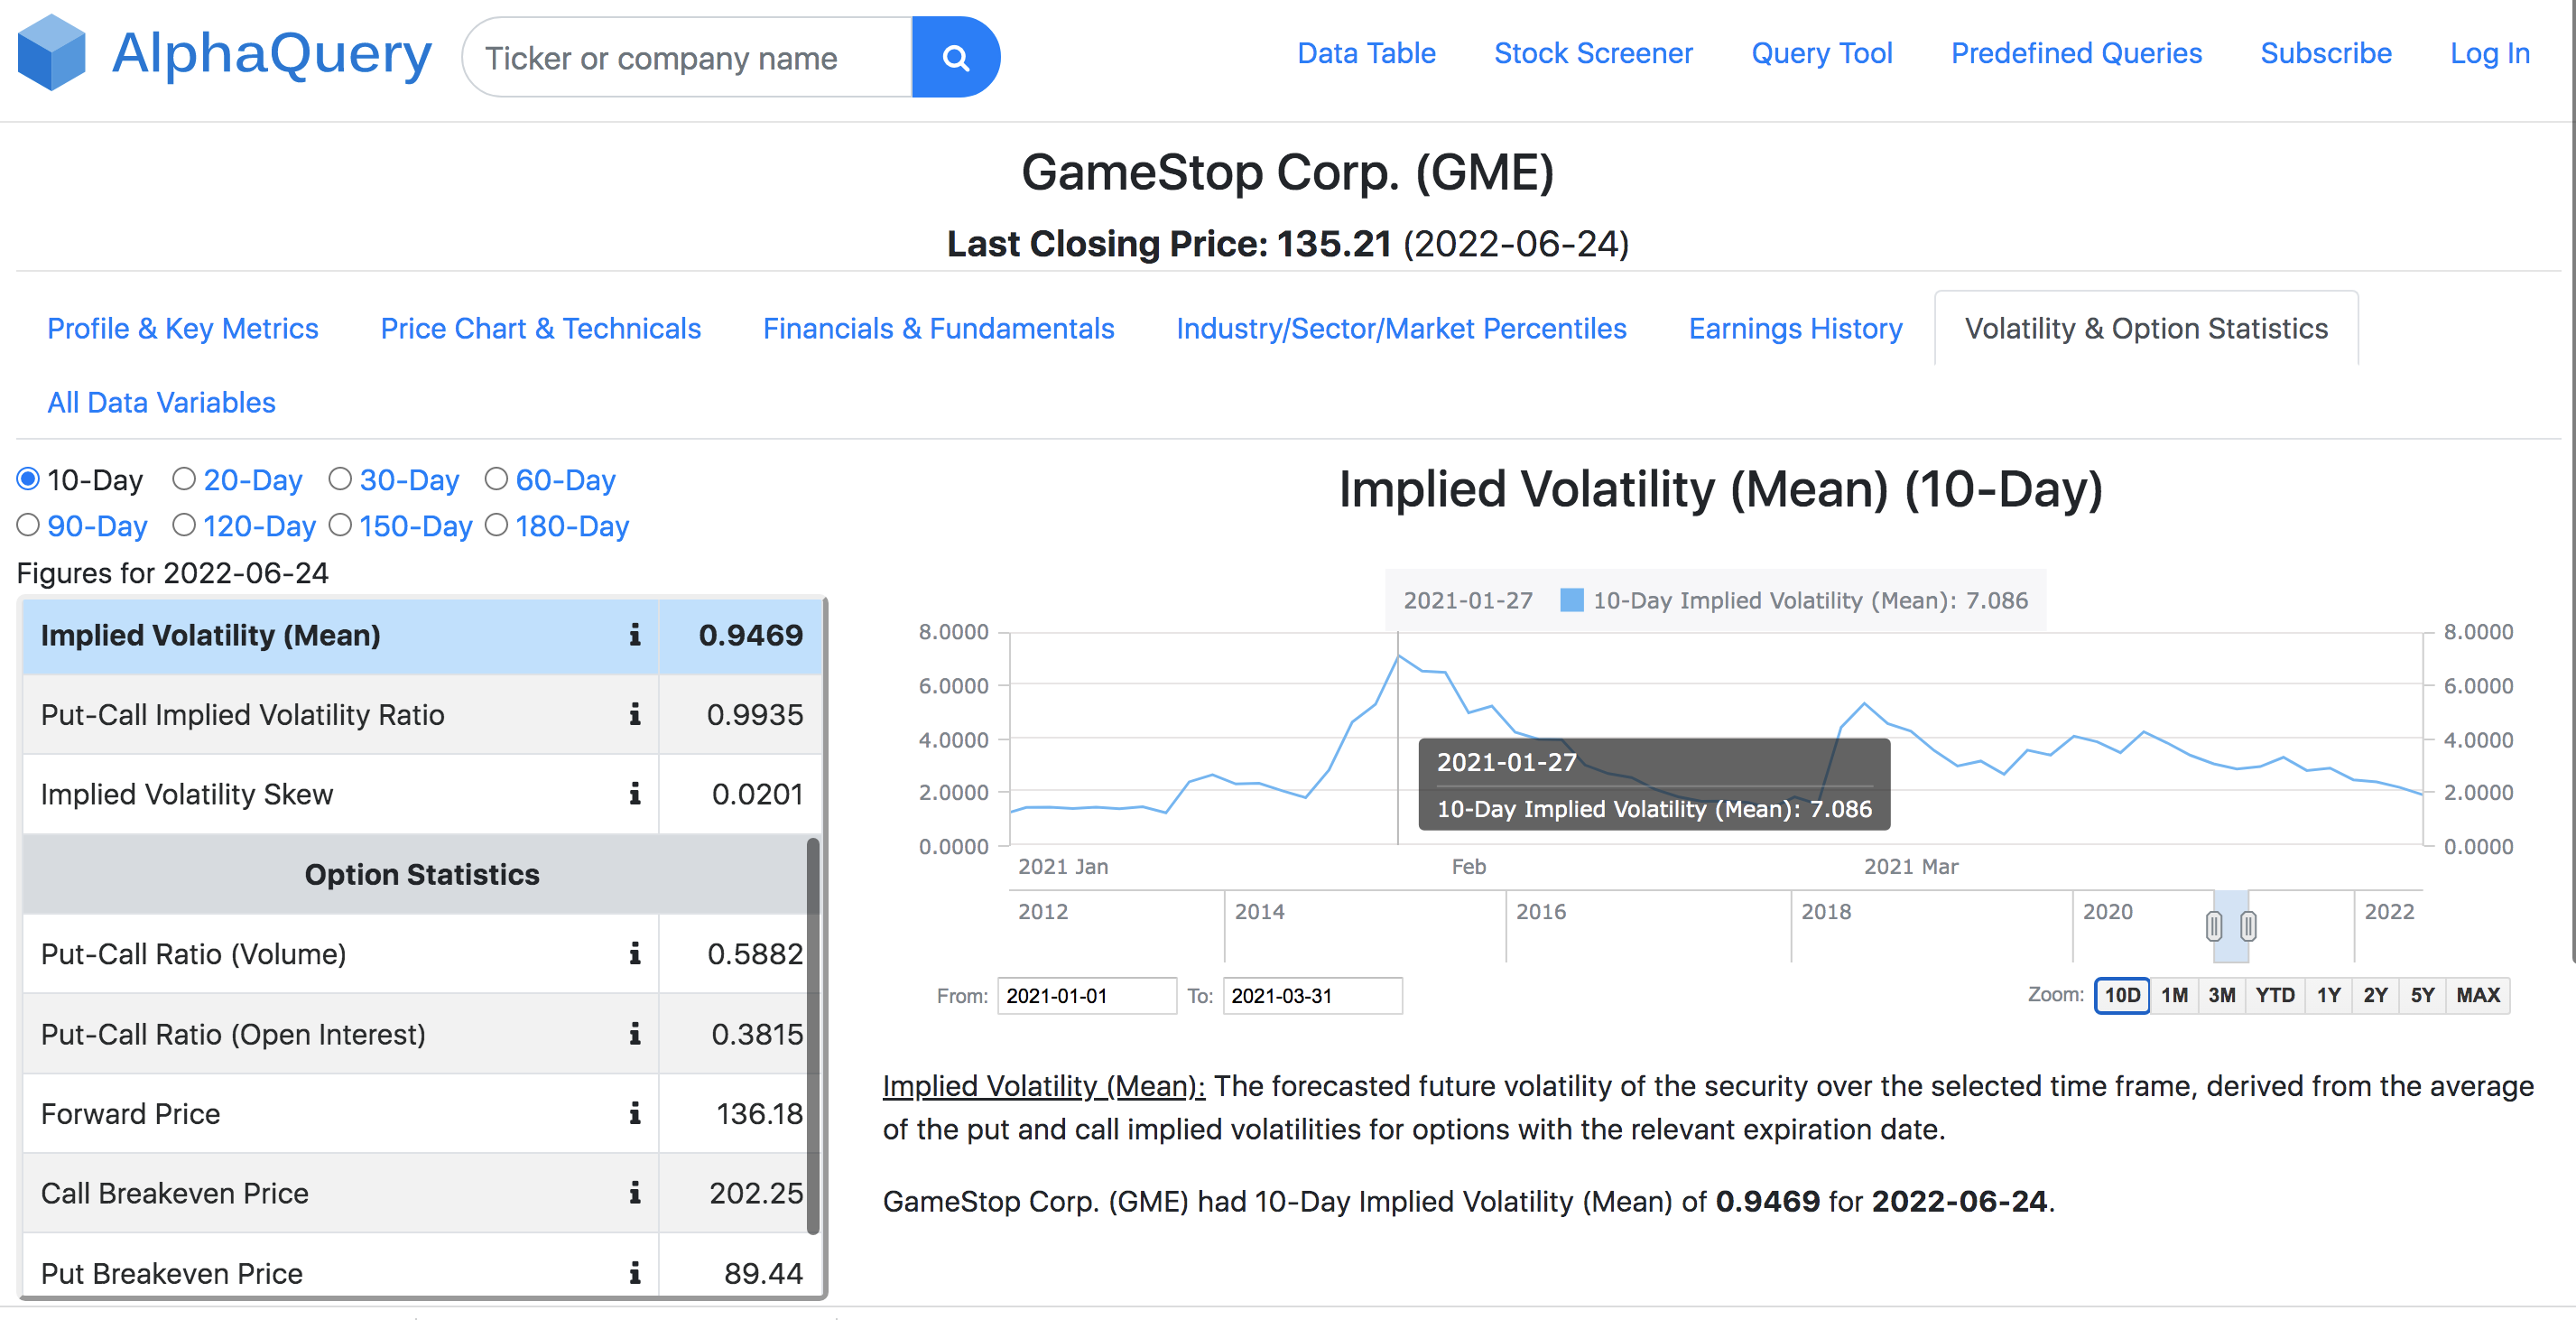 AlphaQuery
Ticker or company name
Data Table Stock Screener Query Tool Predefined Queries Subscribe Log In
GameStop Corp. (GME)
Last Closing Price: 135.21 (2022-06-24)
Profile & Key Metrics Price Chart & Technicals Financials & Fundamentals Industry/Sector/Market Percentiles Earnings History Volatility & Option Statistics
All Data Variables
10-Day 20-Day 30-Day 60-Day
90-Day 120-Day 150-Day 180-Day
Figures for 2022-06-24
Implied Volatility (Mean) i 0.9469
Put-Call Implied Volatility Ratio i 0.9935
Implied Volatility Skew i 0.0201
Option Statistics
Put-Call Ratio (Volume) i 0.5882
Put-Call Ratio (Open Interest) i 0.3815
Forward Price i 136.18
Call Breakeven Price i 202.25
Put Breakeven Price i 89.44
Implied Volatility (Mean) (10-Day)
2021-01-27 10-Day Implied Volatility (Mean): 7.086
8.0000 8.0000
6.0000 6.0000
4.0000 4.0000
2021-01-27
2.0000 2.0000
10-Day Implied Volatility (Mean): 7.086
0.0000 0.0000
2021 Jan Feb 2021 Mar
2012 2014 2016 2018 2020 2022
From: 2021-01-01 To: 2021-03-31 Zoom: 10D 1M 3M YTD 1Y 2Y 5Y MAX
Implied Volatility (Mean): The forecasted future volatility of the security over the selected time frame, derived from the average
of the put and call implied volatilities for options with the relevant expiration date.
GameStop Corp. (GME) had 10-Day Implied Volatility (Mean) of 0.9469 for 2022-06-24.